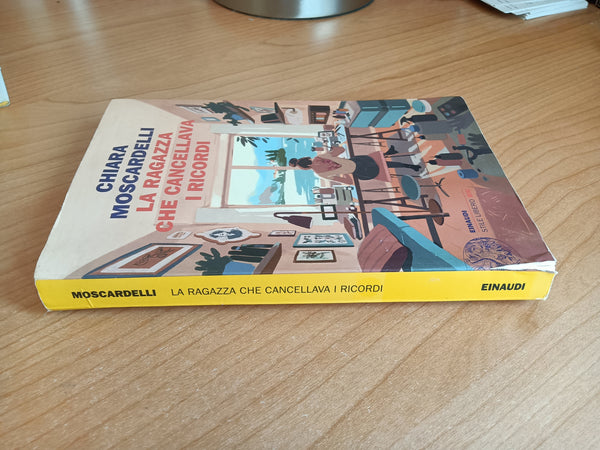 CHIARA
MOSCARDELLI
LA RAGAZZA
CHE CANCELLAVA
I RICORDI
EINAUDI
STILE LIBERO
MOSCARDELLI LA RAGAZZA CHE CANCELLAVA I RICORDI EINAUDI